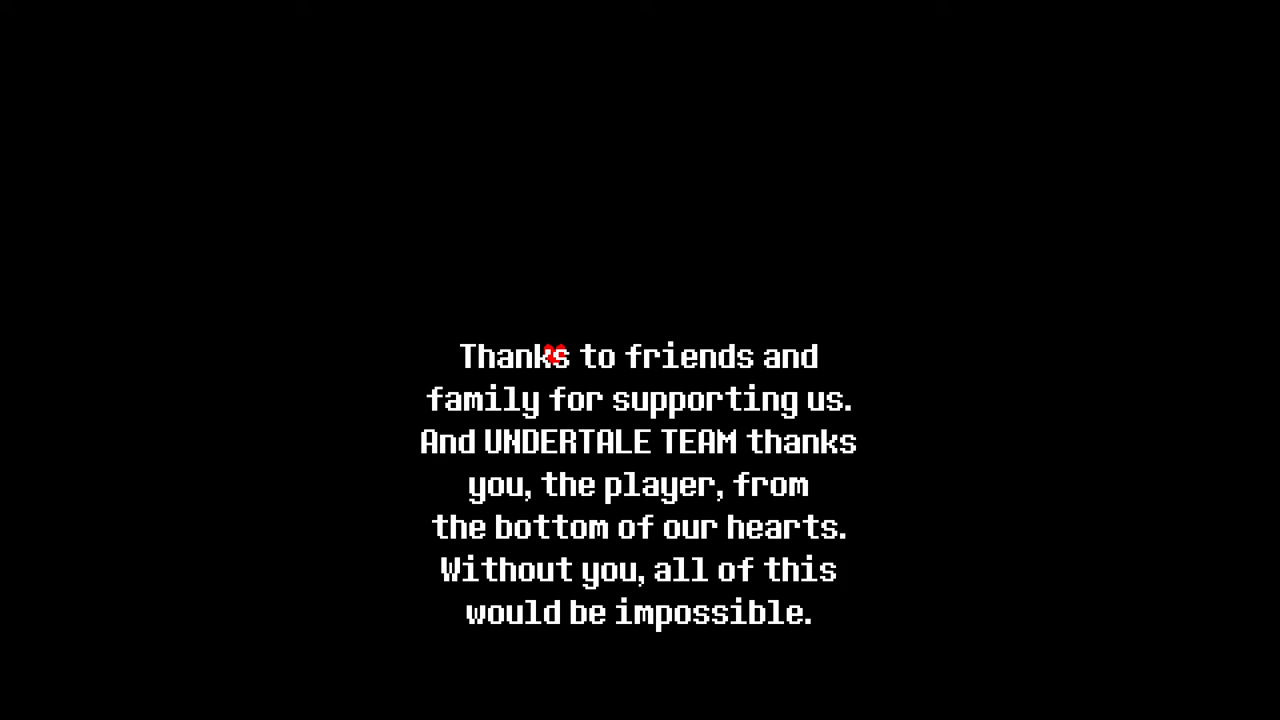 Thanks to friends and
family for supporting us.
And UNDERTALE TEAM thanks
you, the player, from
the bottom of our hearts.
Without you, all of this
would be impossible.